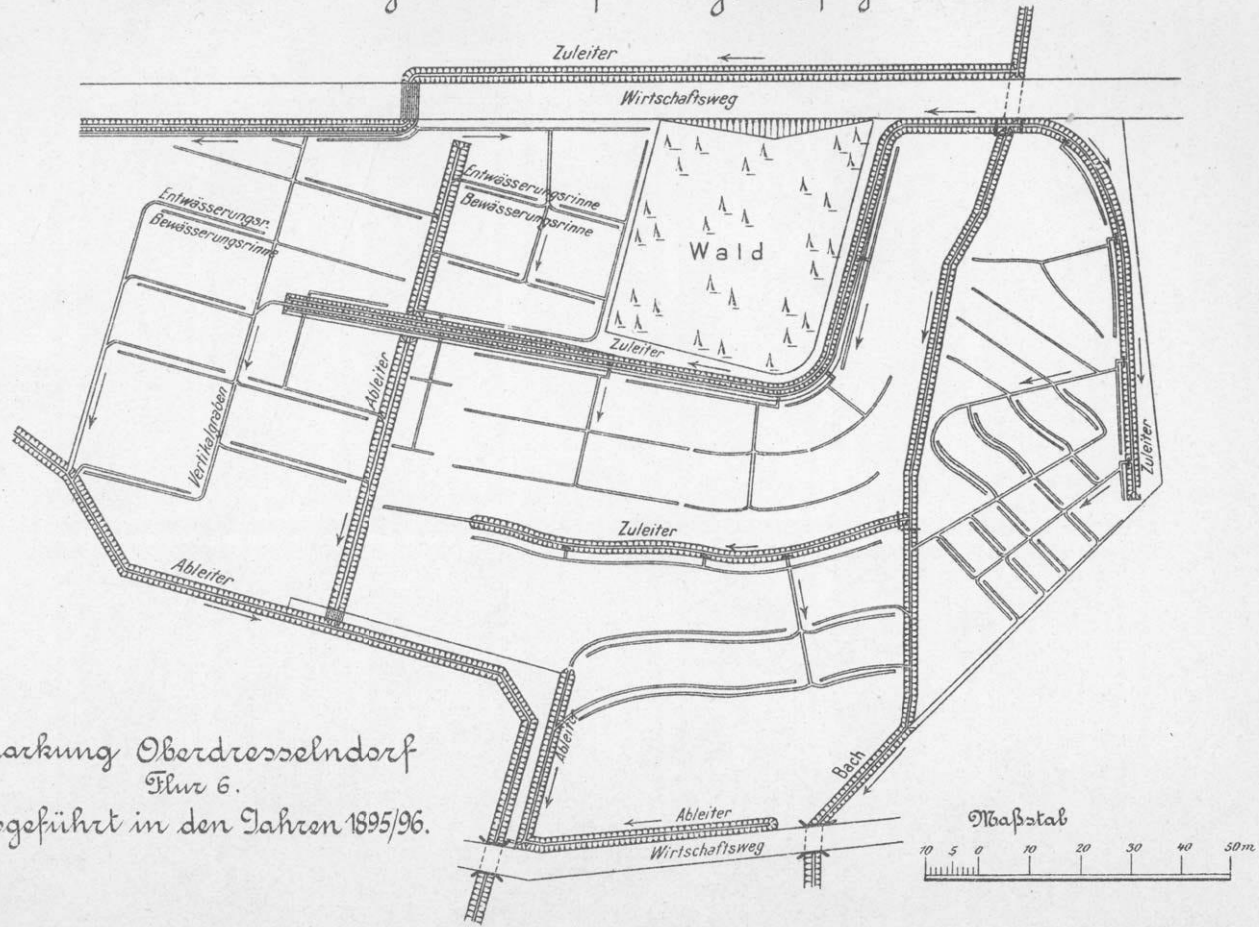 Zuleiter
Wirtschaftsweg
Entwässerungsrinne
Bewässerungsrinne
Entwässerungsr.
Bewässerungsrinne
Wald
Zuleiter
Ableiter
Vertikalgraben
Zuleiter
Zuleiter
Ableiter
Ableiter
Bach
Ableiter
Wirtschaftsweg
arkung Oberdresselndorf
Flur 6.
sgeführt in den Jahren 1895/96.
Maßstab
10 5 0 10 20 30 40 50m